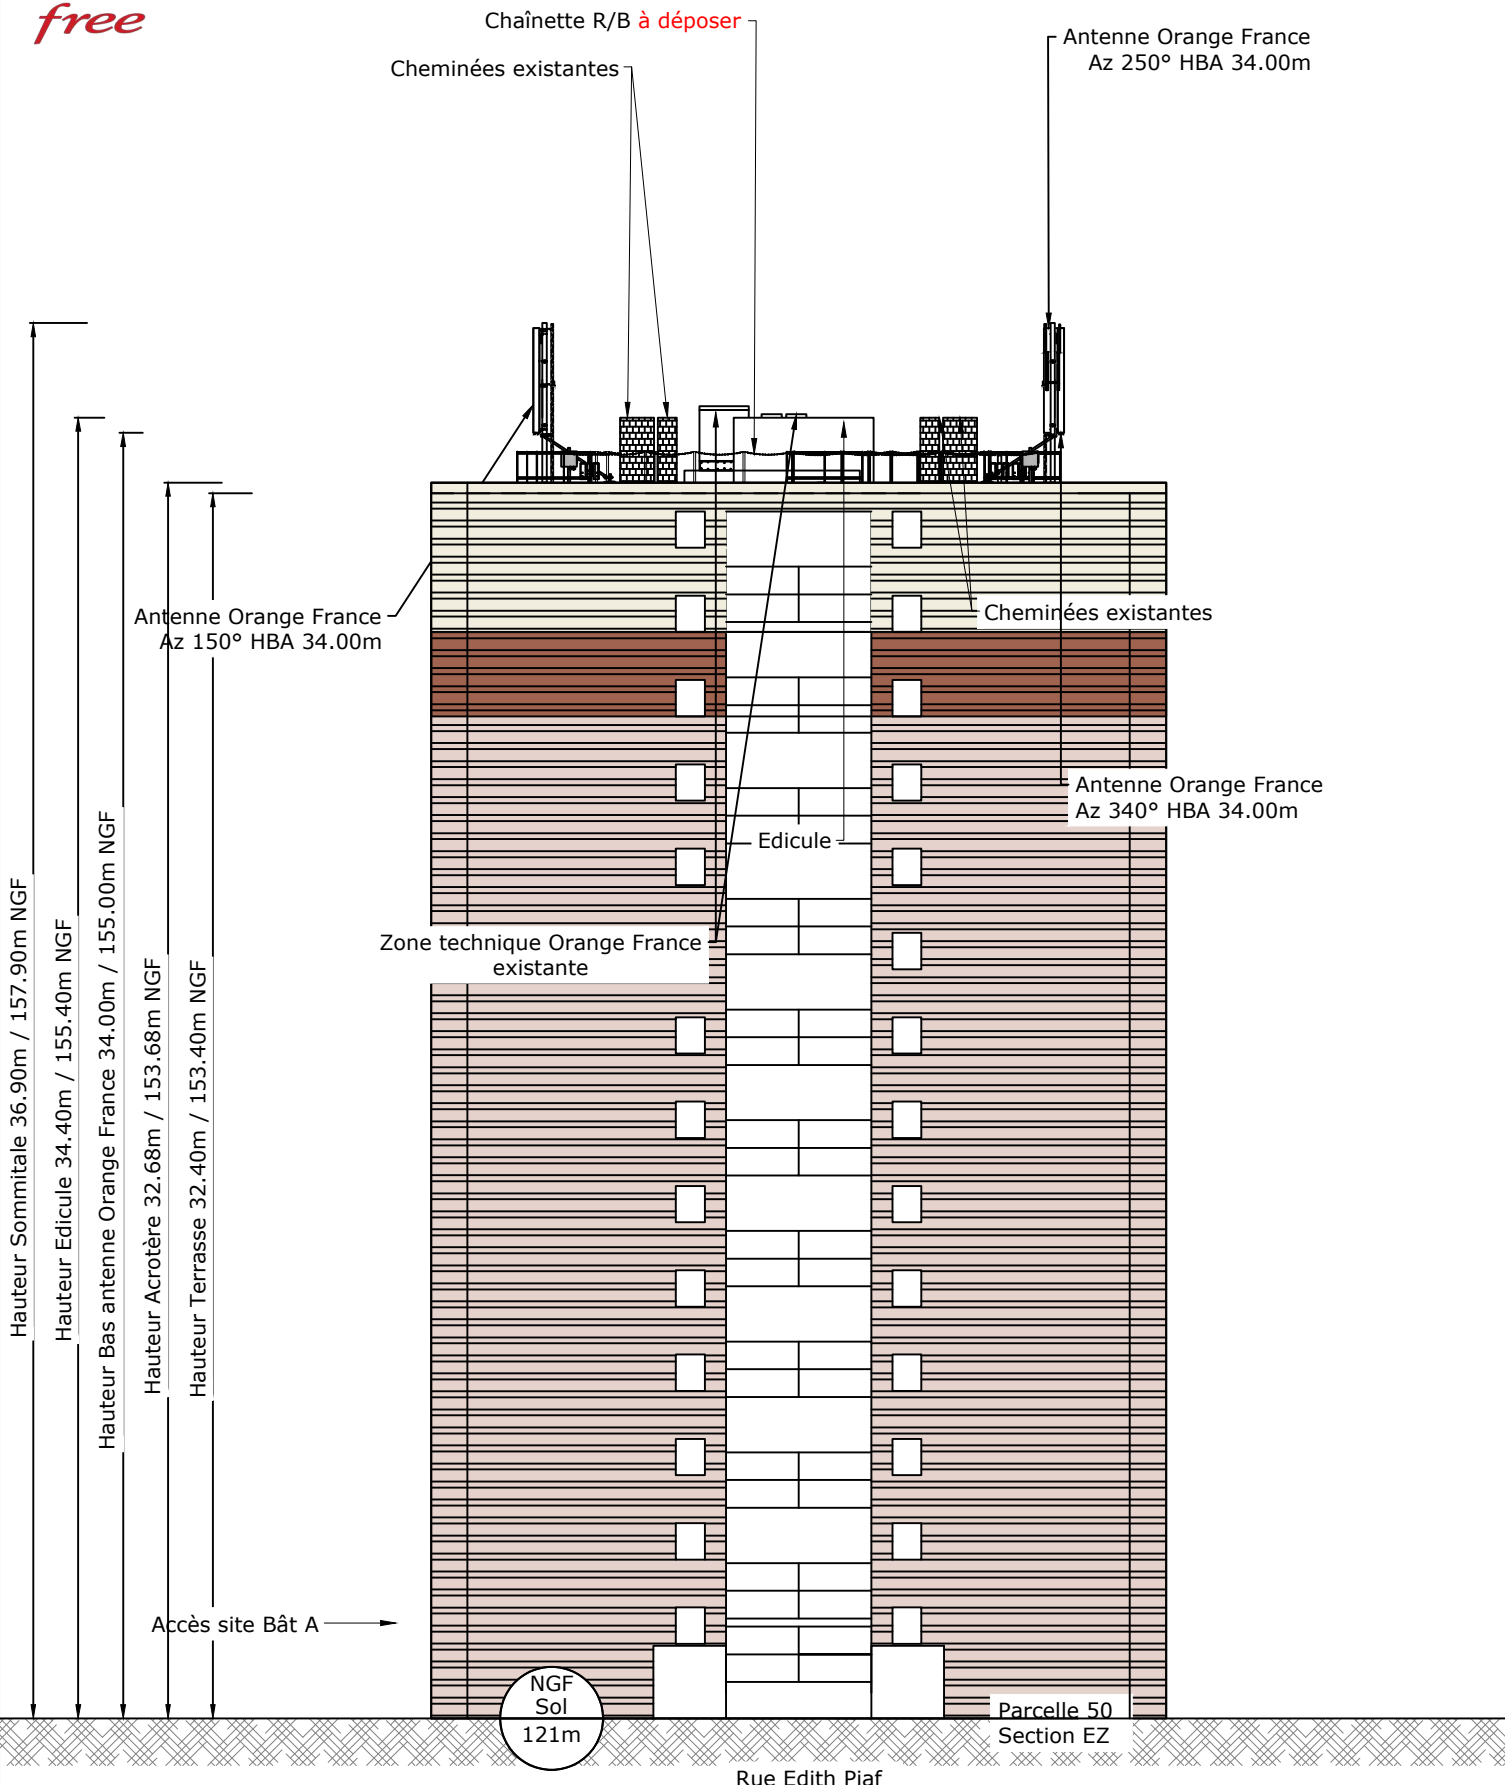 free
Chaînette R/B à déposer
Cheminées existantes
Antenne Orange France
Az 250° HBA 34.00m
Antenne Orange France
Az 150° HBA 34.00m
Cheminées existantes
Antenne Orange France
Az 340° HBA 34.00m
Edicule
Zone technique Orange France
existante
Hauteur Sommitale 36.90m / 157.90m NGF
Hauteur Edicule 34.40m / 155.40m NGF
Hauteur Bas antenne Orange France 34.00m / 155.00m NGF
Hauteur Acrotère 32.68m / 153.68m NGF
Hauteur Terrasse 32.40m / 153.40m NGF
Accès site Bât A
NGF
Sol
121m
Parcelle 50
Section EZ
Rue Edith Piaf